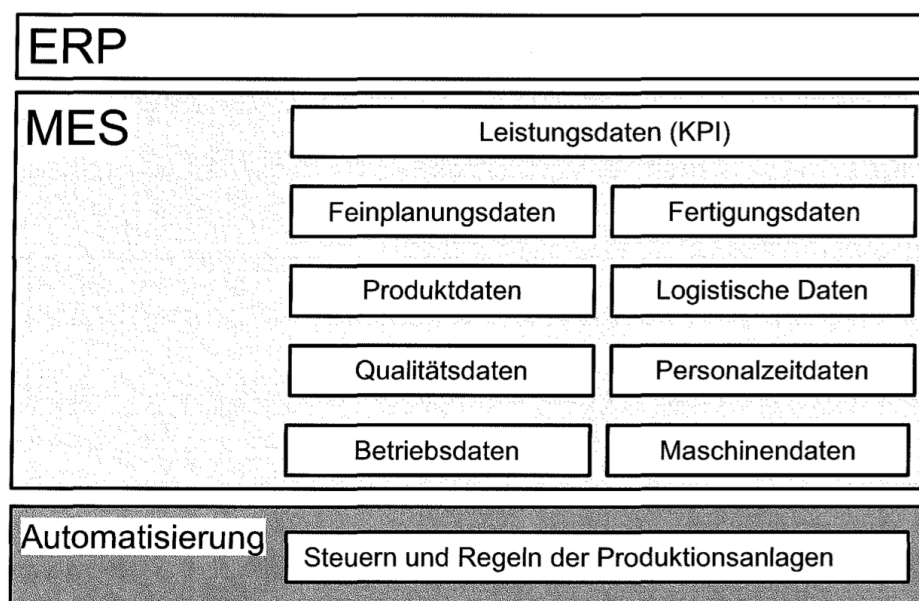 ERP
MES
Leistungsdaten (KPI)
Feinplanungsdaten
Fertigungsdaten
Produktdaten
Logistische Daten
Qualitätsdaten
Personalzeitdaten
Betriebsdaten
Maschinendaten
Automatisierung
Steuern und Regeln der Produktionsanlagen